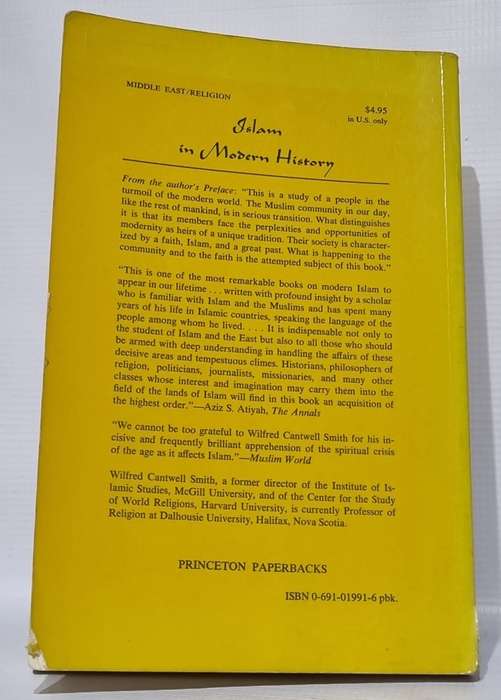 MIDDLE EAST/RELIGION
$4.95
in U.S. only
Islam
in Modern History
From the author's Preface: "This is a study of a people in the
turmoil of the modern world. The Muslim community in our day,
like the rest of mankind, is in serious transition. What distinguishes
it is that its members face the perplexities and opportunities of
modernity as heirs of a unique tradition. Their society is character-
ized by a faith, Islam, and a great past. What is happening to the
community and to the faith is the attempted subject of this book."
"This is one of the most remarkable books on modern Islam to
appear in our lifetime . . . written with profound insight by a scholar
who is familiar with Islam and the Muslims and has spent many
years of his life in Islamic countries, speaking the language of the
people among whom he lived. . . . It is indispensable not only to
the student of Islam and the East but also to all those who should
be armed with deep understanding in handling the affairs of these
decisive areas and tempestuous climes. Historians, philosophers of
religion, politicians, journalists, missionaries, and many other
classes whose interest and imagination may carry them into the
field of the lands of Islam will find in this book an acquisition of
the highest order."—Aziz S. Atiyah, The Annals
"We cannot be too grateful to Wilfred Cantwell Smith for his in-
cisive and frequently brilliant apprehension of the spiritual crisis
of the age as it affects Islam."—Muslim World
Wilfred Cantwell Smith, a former director of the Institute of Is-
lamic Studies, McGill University, and of the Center for the Study
of World Religions, Harvard University, is currently Professor of
Religion at Dalhousie University, Halifax, Nova Scotia.
PRINCETON PAPERBACKS
ISBN 0-691-01991-6 pbk.